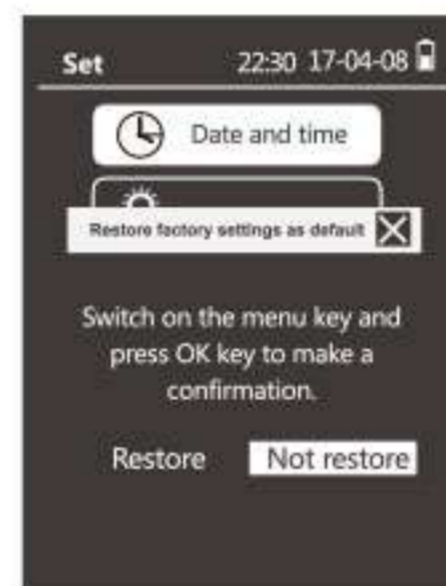 Set 22:30 17-04-08
Date and time
Restore factory settings as default
Switch on the menu key and
press OK key to make a
confirmation.
Restore Not restore